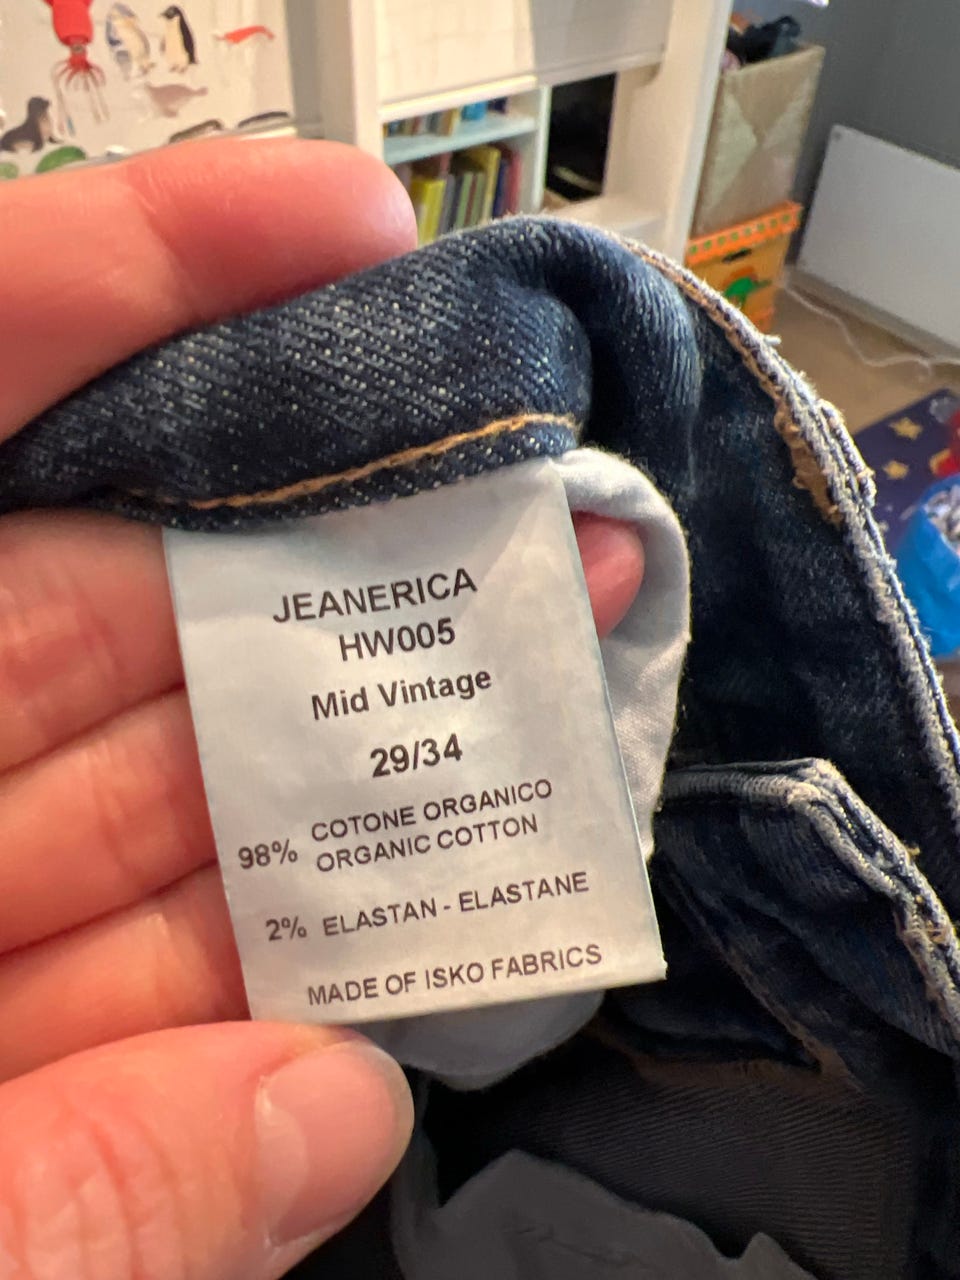 JEANERICA
HW005
Mid Vintage
29/34
98% COTONE ORGANICO
ORGANIC COTTON
2% ELASTAN - ELASTANE
MADE OF ISKO FABRICS